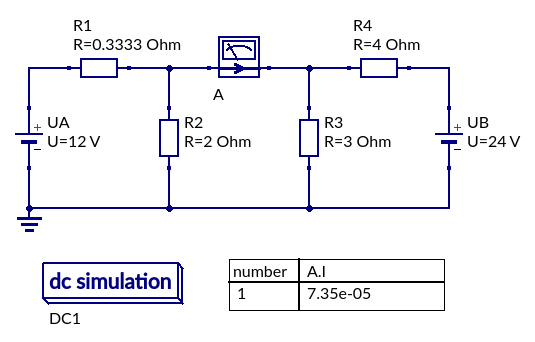 R1
R=0.3333 Ohm
R4
R=4 Ohm
A
UA
U=12 V
R2
R=2 Ohm
R3
R=3 Ohm
UB
U=24 V
dc simulation
DC1
number A.I
1 7.35e-05